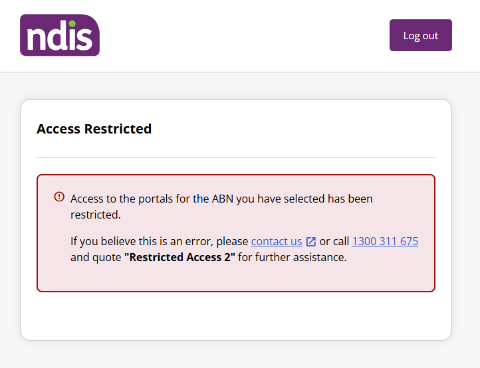 ndis
Log out
Access Restricted
Access to the portals for the ABN you have selected has been
restricted.
If you believe this is an error, please contact us or call 1300 311 675
and quote "Restricted Access 2" for further assistance.